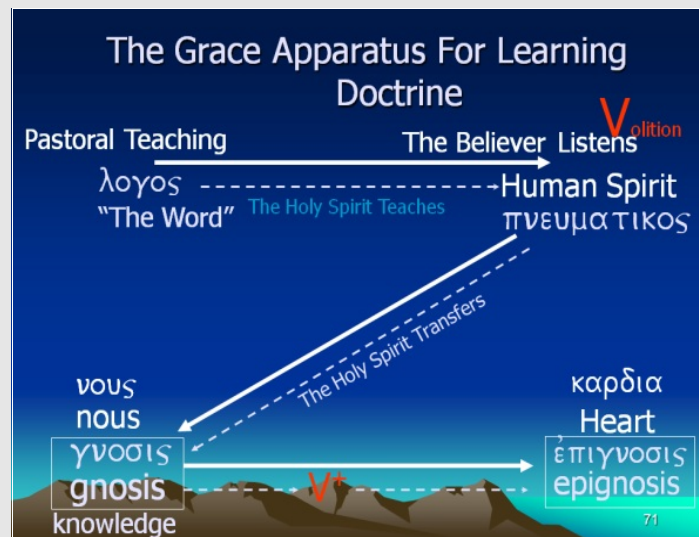 The Grace Apparatus For Learning
Doctrine
Volition
Pastoral Teaching
The Believer Listens
λογος
Human Spirit
"The Word"
The Holy Spirit Teaches
πνευματικος
The Holy Spirit Transfers
νους
καρδια
nous
Heart
γνοσις
ἐπιγνοσις
gnosis
V+
epignosis
knowledge
71